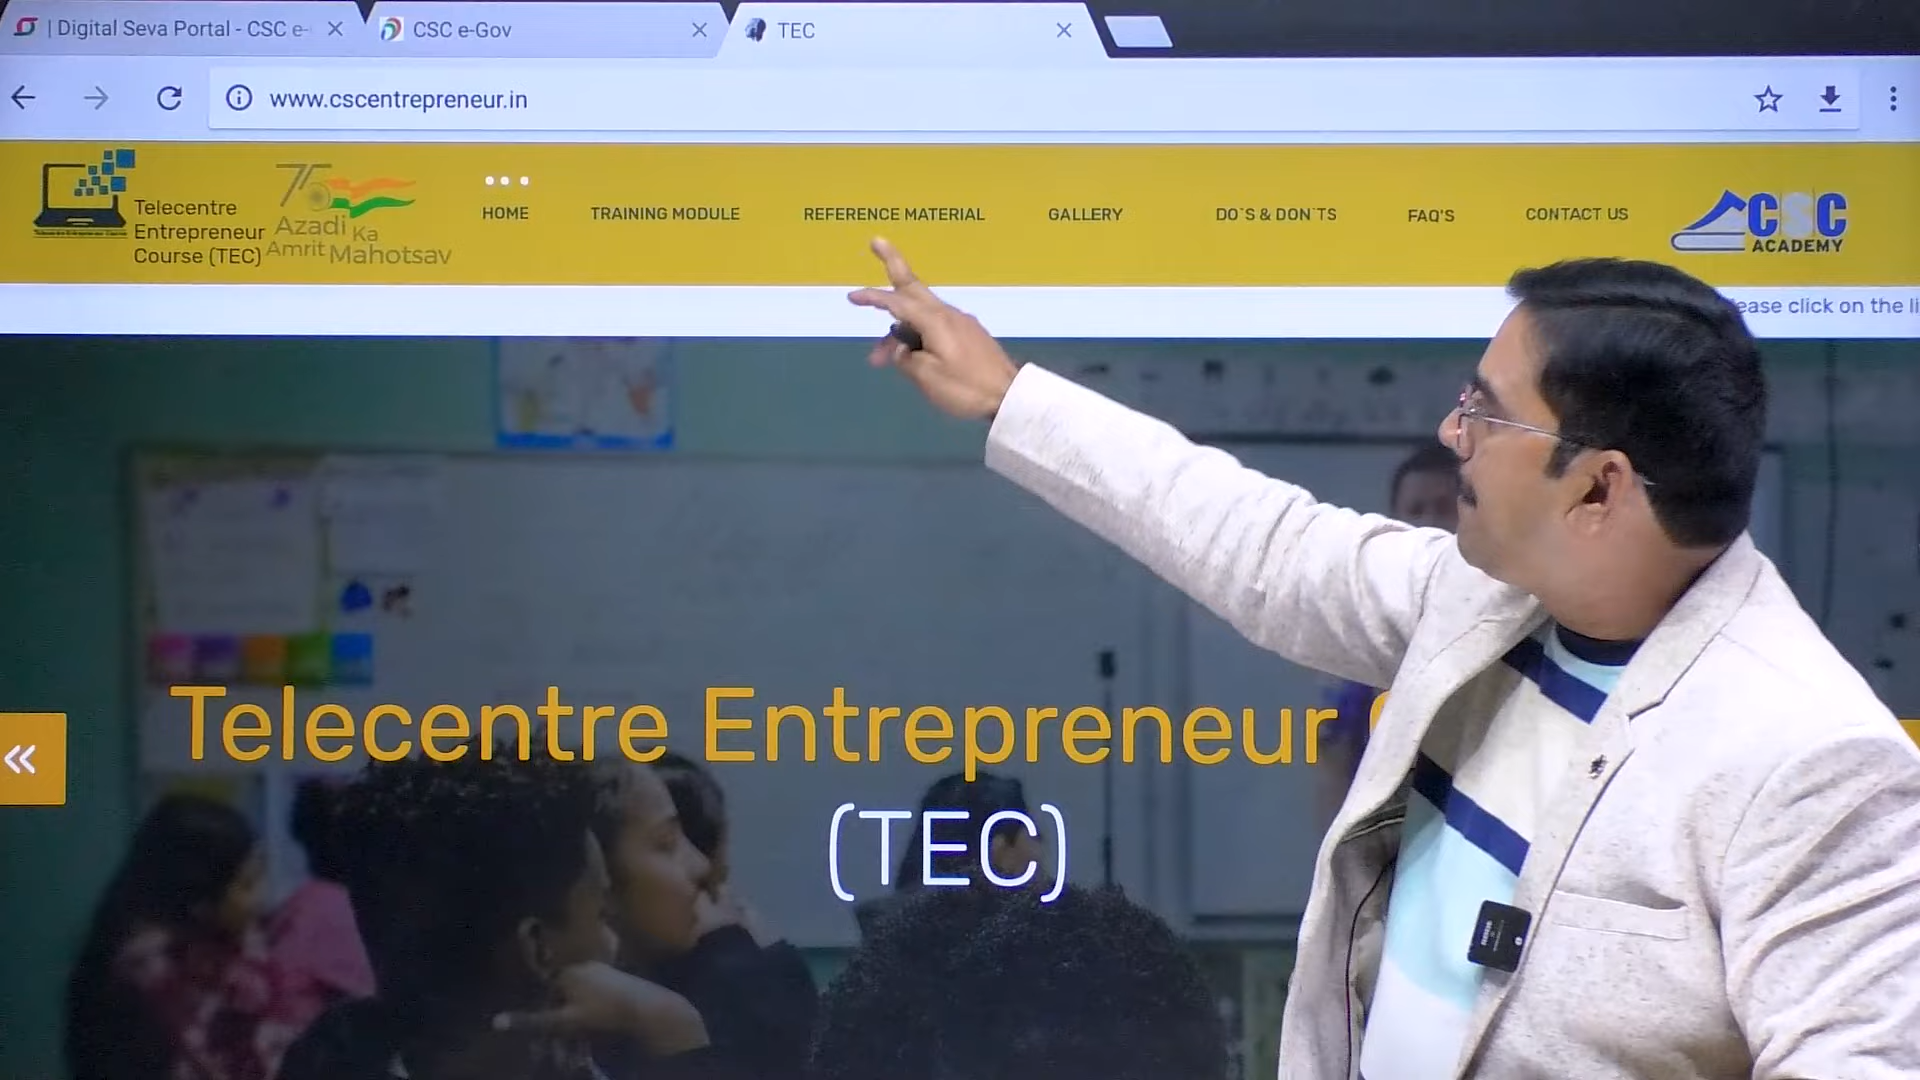 | Digital Seva Portal - CSC e-
CSC e-Gov
TEC
www.cscentrepreneur.in
Telecentre
Entrepreneur
Course (TEC)
75
Azadi Ka
Amrit Mahotsav
HOME
TRAINING MODULE
REFERENCE MATERIAL
GALLERY
DO`S & DON`TS
FAQ'S
CONTACT US
CSC
ACADEMY
ease click on the li
Telecentre Entrepreneur
(TEC)